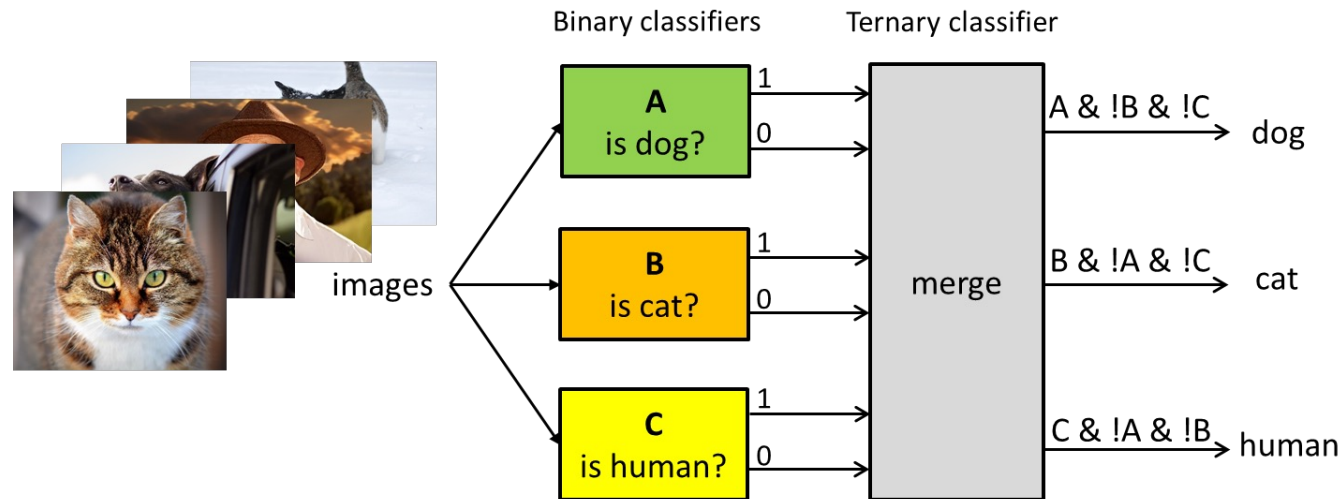 Binary classifiers
Ternary classifier
images
A
is dog?
1
0
B
is cat?
1
0
C
is human?
1
0
merge
A & !B & !C
dog
B & !A & !C
cat
C & !A & !B
human